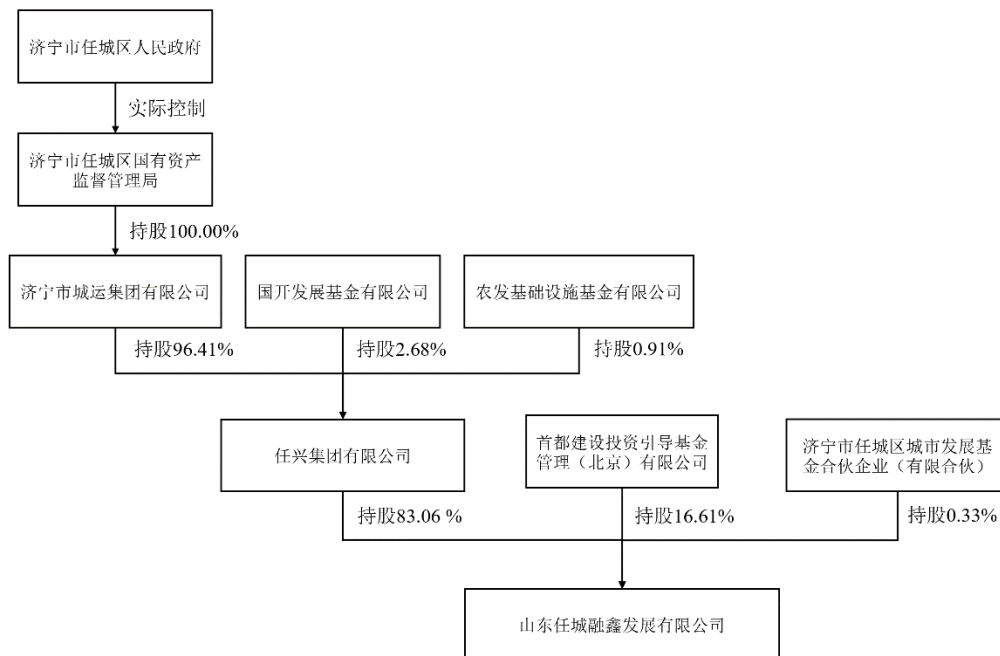 济宁市任城区人民政府
实际控制
济宁市任城区国有资产
监督管理局
持股100.00%
济宁市城运集团有限公司
国开发展基金有限公司
农发基础设施基金有限公司
持股96.41%
持股2.68%
持股0.91%
任兴集团有限公司
首都建设投资引导基金
管理（北京）有限公司
济宁市任城区城市发展基
金合伙企业（有限合伙）
持股83.06 %
持股16.61%
持股0.33%
山东任城融鑫发展有限公司